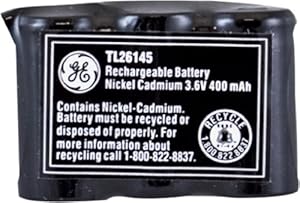 GE
TL26145
Rechargeable Battery
Nickel Cadmium 3.6V 400 mAh
Contains Nickel-Cadmium.
Battery must be recycled or
disposed of properly. For
more information about
recycling call 1-800-822-8837.
RECYCLE
1.800.822.8837